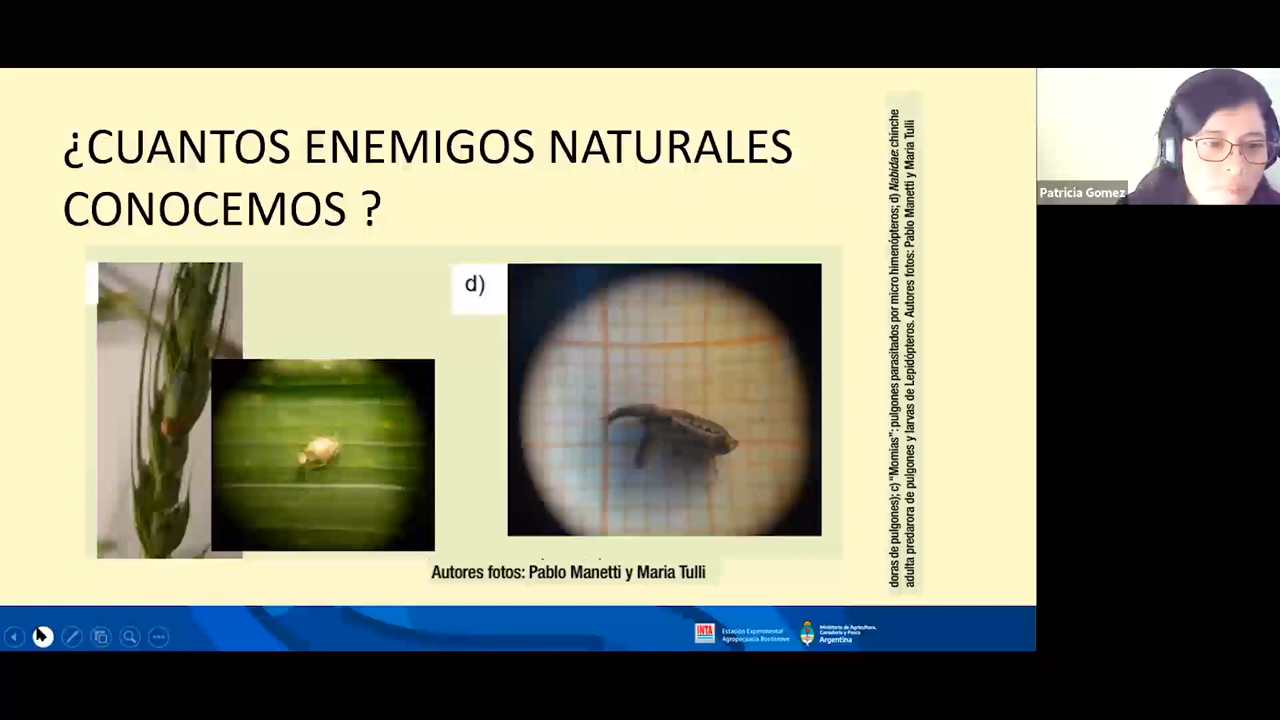 ¿CUANTOS ENEMIGOS NATURALES
CONOCEMOS ?
d)
Autores fotos: Pablo Manetti y Maria Tulli
doras de pulgones); c) "Momias": pulgones parasitados por micro himenópteros; d) Nabidae: chinche
adulta predarora de pulgones y larvas de Lepidópteros. Autores fotos: Pablo Manetti y Maria Tulli
Patricia Gomez
INTA
Estación Experimental
Agropecuaria Bordenave
Ministerio de Agricultura,
Ganadería y Pesca
Argentina